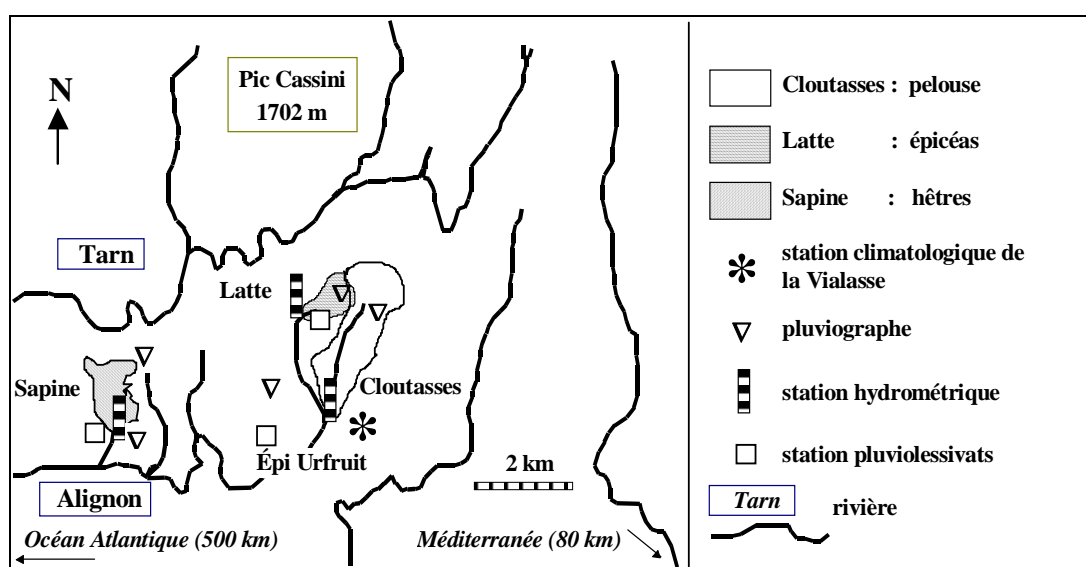 N
Pic Cassini
1702 m
Tarn
Latte
Sapine
Cloutasses
Épi Urfruit
2 km
Alignon
Océan Atlantique (500 km)
Méditerranée (80 km)
Cloutasses : pelouse
Latte : épicéas
Sapine : hêtres
station climatologique de
la Vialasse
pluviographe
station hydrométrique
station pluviolessivats
Tarn rivière